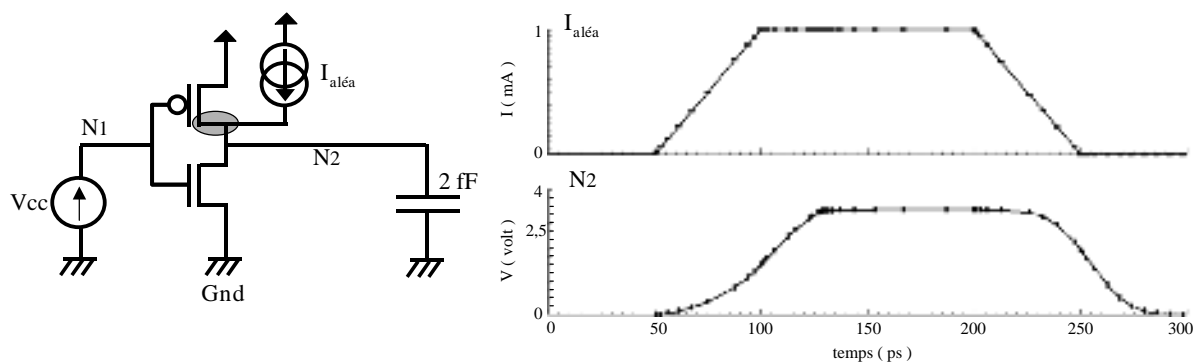 I aléa
N1
N2
Vcc
2 fF
Gnd
I aléa
I ( mA )
1
0
N2
V (volt)
4
2,5
0
0
50
100
150
200
250
300
temps ( ps )